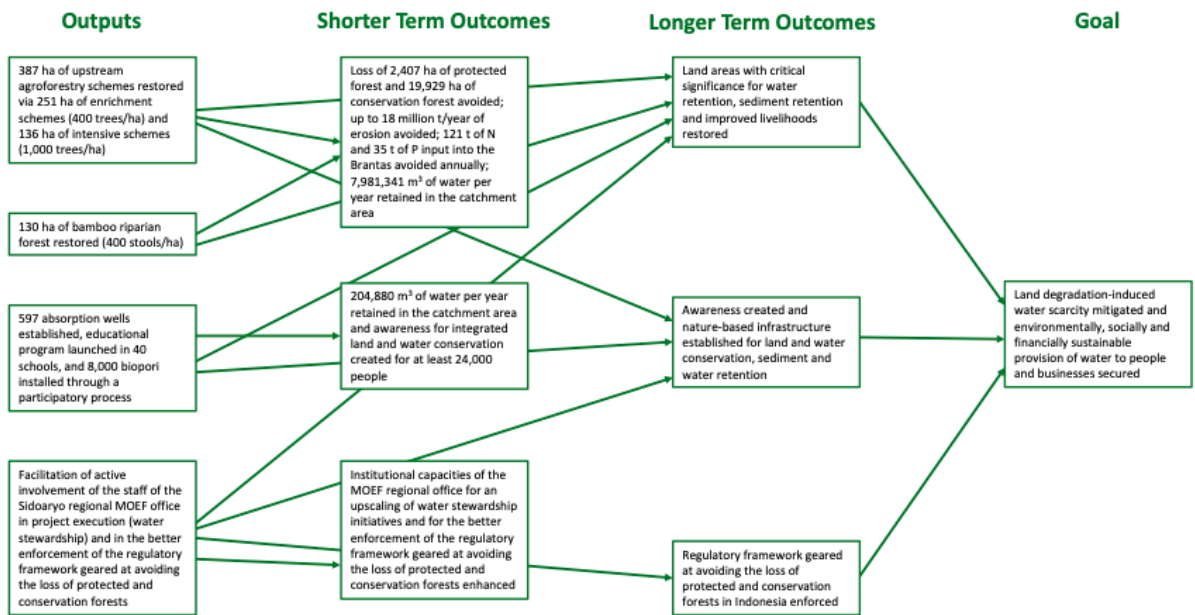 Outputs
Shorter Term Outcomes
Longer Term Outcomes
Goal
387 ha of upstream
agroforestry schemes restored
via 251 ha of enrichment
schemes (400 trees/ha) and
136 ha of intensive schemes
(1,000 trees/ha)
130 ha of bamboo riparian
forest restored (400 stools/ha)
597 absorption wells
established, educational
program launched in 40
schools, and 8,000 biopori
installed through a
participatory process
Facilitation of active
involvement of the staff of the
Sidoaryo regional MOEF office
in project execution (water
stewardship) and in the better
enforcement of the regulatory
framework geared at avoiding
the loss of protected and
conservation forests
Loss of 2,407 ha of protected
forest and 19,929 ha of
conservation forest avoided;
up to 18 million t/year of
erosion avoided; 121 t of N
and 35 t of P input into the
Brantas avoided annually;
7,981,341 m³ of water per
year retained in the catchment
area
204,880 m³ of water per year
retained in the catchment area
and awareness for integrated
land and water conservation
created for at least 24,000
people
Institutional capacities of the
MOEF regional office for an
upscaling of water stewardship
initiatives and for the better
enforcement of the regulatory
framework geared at avoiding
the loss of protected and
conservation forests enhanced
Land areas with critical
significance for water
retention, sediment retention
and improved livelihoods
restored
Awareness created and
nature-based infrastructure
established for land and water
conservation, sediment and
water retention
Regulatory framework geared
at avoiding the loss of
protected and conservation
forests in Indonesia enforced
Land degradation-induced
water scarcity mitigated and
environmentally, socially and
financially sustainable
provision of water to people
and businesses secured